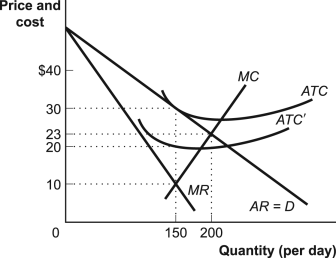 Price and
cost
$40
30
23
20
10
0
150 200
Quantity (per day)
MC
ATC
ATC′
MR
AR = D